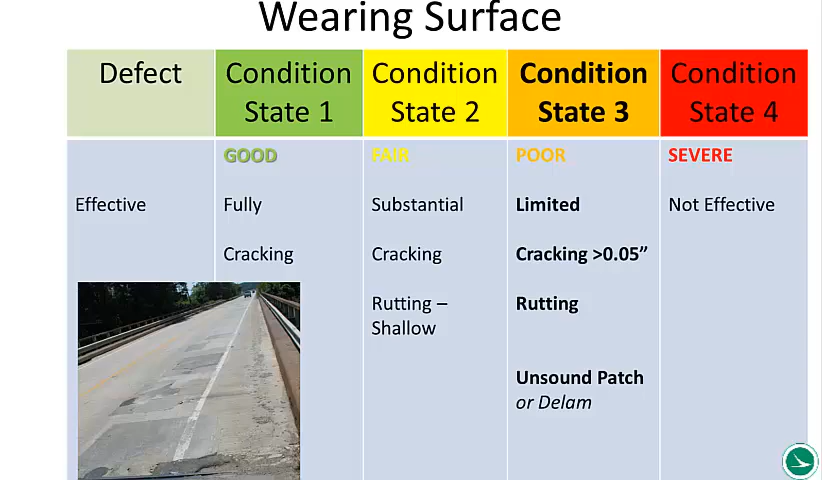 Wearing Surface
Defect
Condition
State 1
Condition
State 2
Condition
State 3
Condition
State 4
GOOD
FAIR
POOR
SEVERE
Effective
Fully
Substantial
Limited
Not Effective
Cracking
Cracking
Cracking >0.05”
Rutting –
Shallow
Rutting
Unsound Patch
or Delam